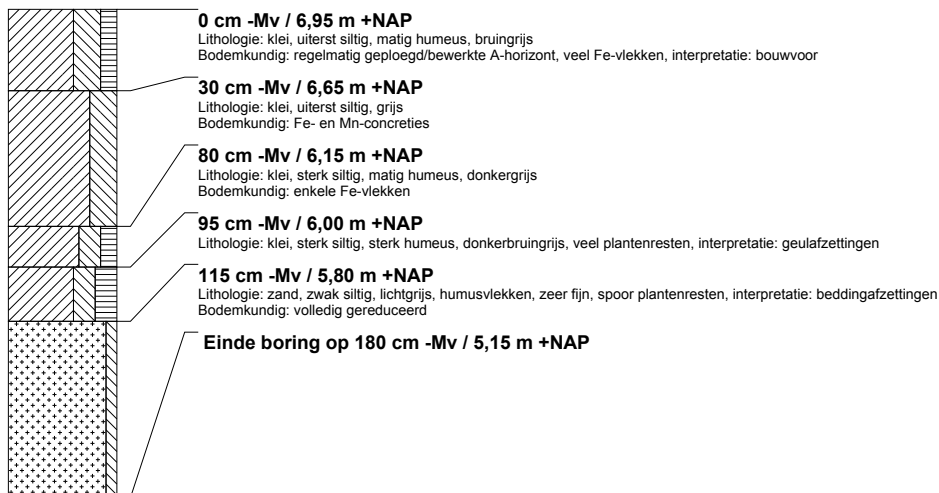 0 cm -Mv / 6,95 m +NAP
Lithologie: klei, uiterst siltig, matig humeus, bruingrijs
Bodemkundig: regelmatig geploegd/bewerkte A-horizont, veel Fe-vlekken, interpretatie: bouwvoor
30 cm -Mv / 6,65 m +NAP
Lithologie: klei, uiterst siltig, grijs
Bodemkundig: Fe- en Mn-concreties
80 cm -Mv / 6,15 m +NAP
Lithologie: klei, sterk siltig, matig humeus, donkergrijs
Bodemkundig: enkele Fe-vlekken
95 cm -Mv / 6,00 m +NAP
Lithologie: klei, sterk siltig, sterk humeus, donkerbruingrijs, veel plantenresten, interpretatie: geulafzettingen
115 cm -Mv / 5,80 m +NAP
Lithologie: zand, zwak siltig, lichtgrijs, humusvlekken, zeer fijn, spoor plantenresten, interpretatie: beddingafzettingen
Bodemkundig: volledig gereduceerd
Einde boring op 180 cm -Mv / 5,15 m +NAP